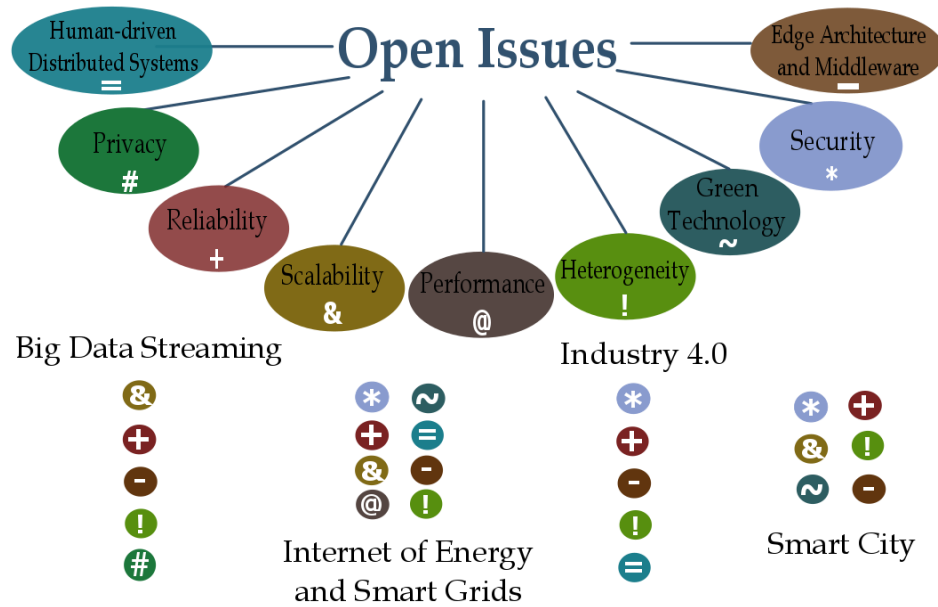 Open Issues
Human-driven
Distributed Systems
=
Edge Architecture
and Middleware
-
Privacy
#
Security
*
Reliability
+
Green
Technology
~
Scalability
&
Performance
@
Heterogeneity
!
Big Data Streaming
&
+
-
!
#
* ~
+ =
& -
@ !
Internet of Energy
and Smart Grids
Industry 4.0
*
+
-
!
=
* +
& !
~ -
Smart City